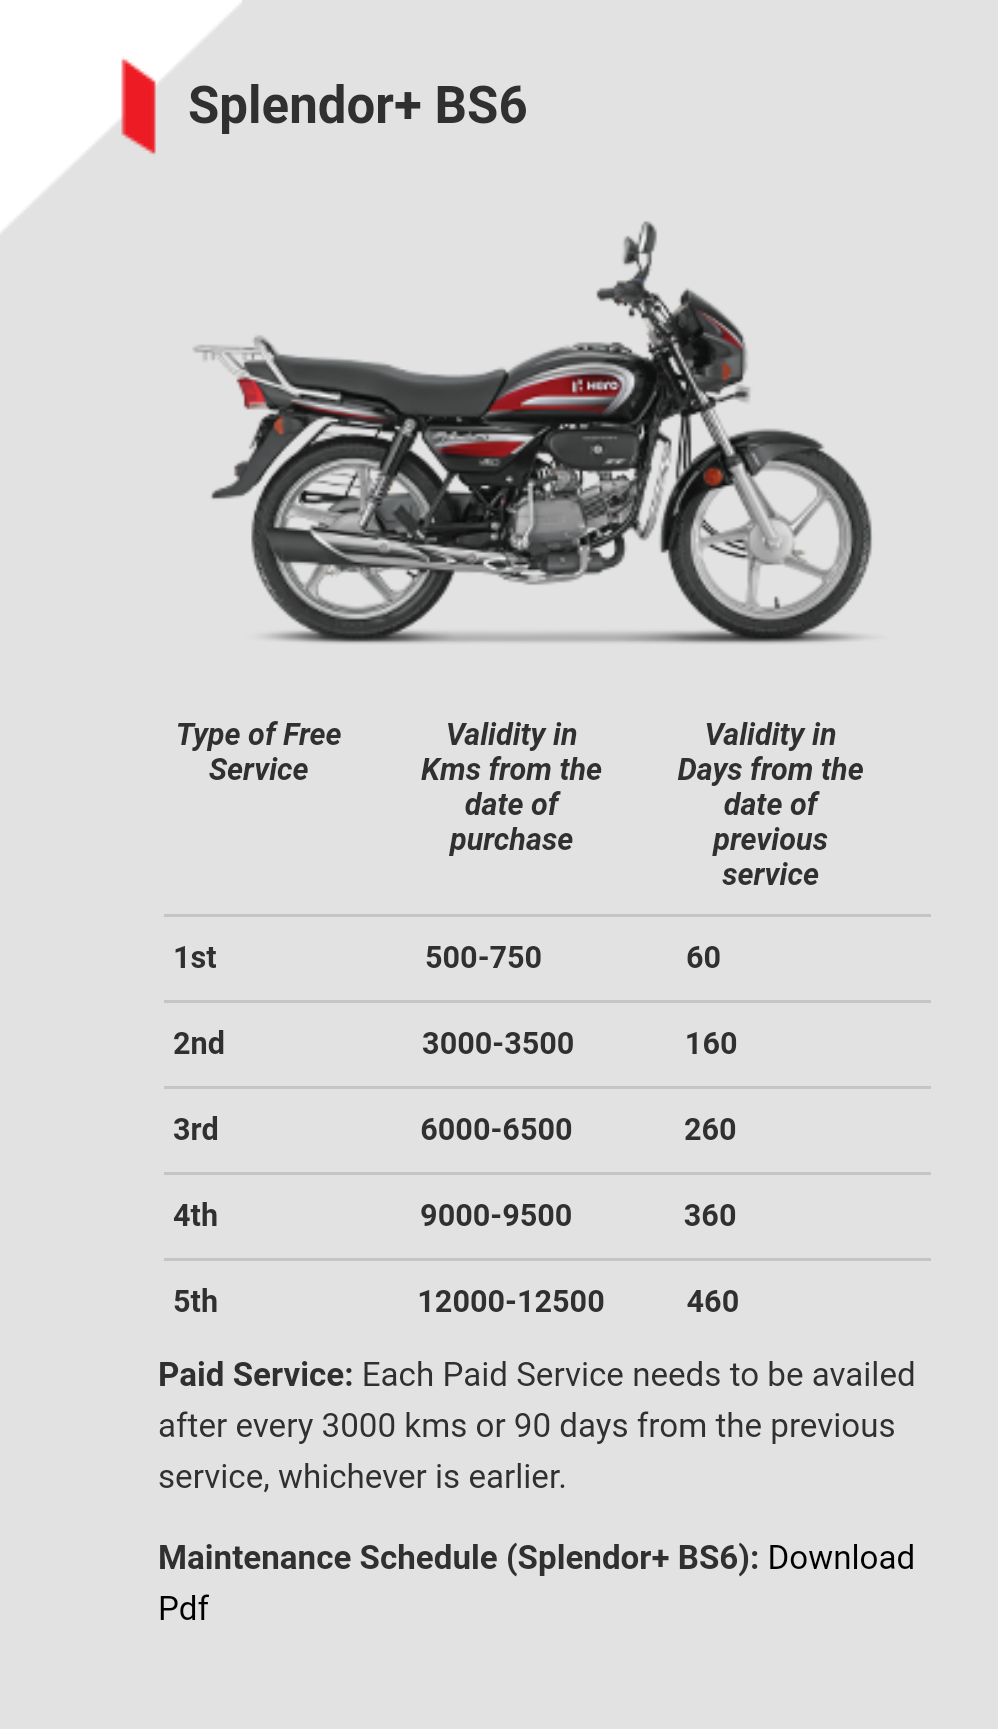 Splendor+ BS6
Hero
Type of Free
Service
Validity in
Kms from the
date of
purchase
Validity in
Days from the
date of
previous
service
1st 500-750 60
2nd 3000-3500 160
3rd 6000-6500 260
4th 9000-9500 360
5th 12000-12500 460
Paid Service: Each Paid Service needs to be availed
after every 3000 kms or 90 days from the previous
service, whichever is earlier.
Maintenance Schedule (Splendor+ BS6): Download
Pdf